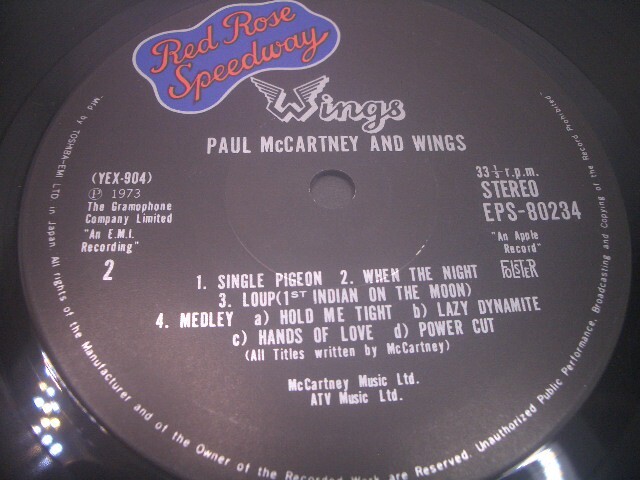 Red Rose
Speedway
Wings
PAUL McCARTNEY AND WINGS
(YEX-904)
Ⓟ 1973
The Gramophone
Company Limited
"An E.M.I.
Recording"
2
33 1/3 r.p.m.
STEREO
EPS-80234
"An Apple
Record"
FOSTER
1. SINGLE PIGEON 2. WHEN THE NIGHT
3. LOUP(1ST INDIAN ON THE MOON)
4. MEDLEY a) HOLD ME TIGHT b) LAZY DYNAMITE
c) HANDS OF LOVE d) POWER CUT
(All Titles written by McCartney)
McCartney Music Ltd.
ATV Music Ltd.
"Mfd by TOSHIBA-EMI LTD in Japan. All rights of the Manufacturer and of the Owner of the Recorded Work are Reserved. Unauthorized Public Performance, Broadcasting and Copying of the Record Prohibited"